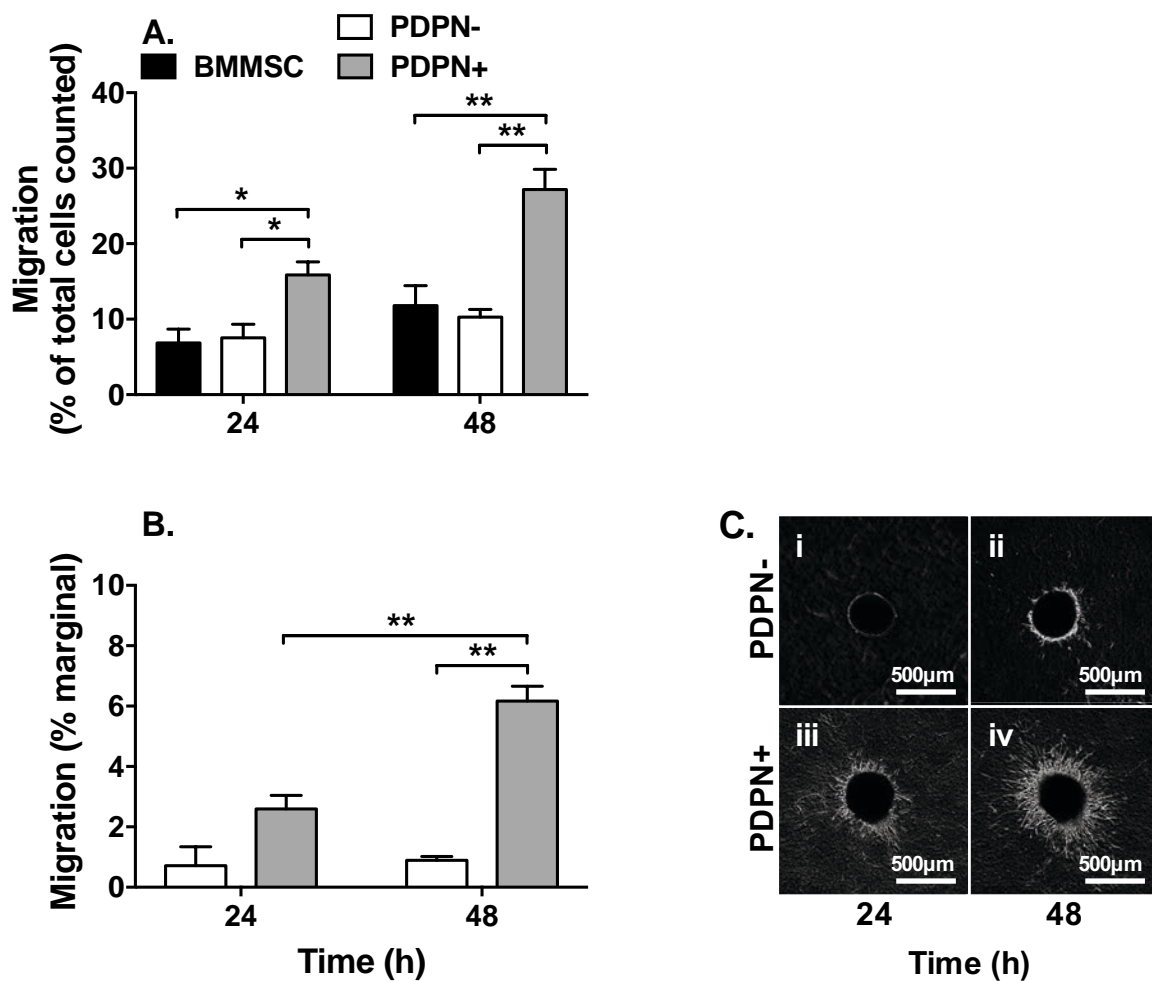 A.
PDPN-
BMMSC
PDPN+
Migration
(% of total cells counted)
40
30
20
10
0
*
*
**
**
24
48
B.
Migration (% marginal)
10
8
6
4
2
0
**
**
24
48
Time (h)
C.
PDPN-
i
500µm
ii
500µm
PDPN+
iii
500µm
iv
500µm
24
48
Time (h)